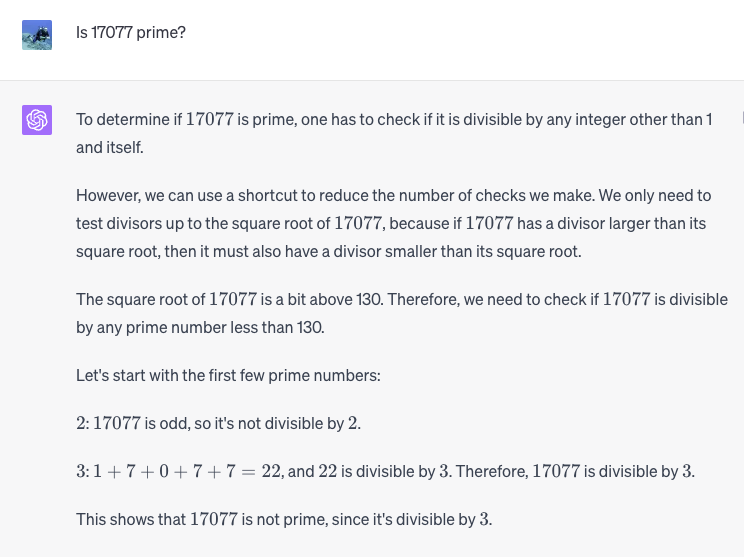 Is 17077 prime?
To determine if 17077 is prime, one has to check if it is divisible by any integer other than 1
and itself.
However, we can use a shortcut to reduce the number of checks we make. We only need to
test divisors up to the square root of 17077, because if 17077 has a divisor larger than its
square root, then it must also have a divisor smaller than its square root.
The square root of 17077 is a bit above 130. Therefore, we need to check if 17077 is divisible
by any prime number less than 130.
Let's start with the first few prime numbers:
2: 17077 is odd, so it's not divisible by 2.
3: 1 + 7 + 0 + 7 + 7 = 22, and 22 is divisible by 3. Therefore, 17077 is divisible by 3.
This shows that 17077 is not prime, since it's divisible by 3.